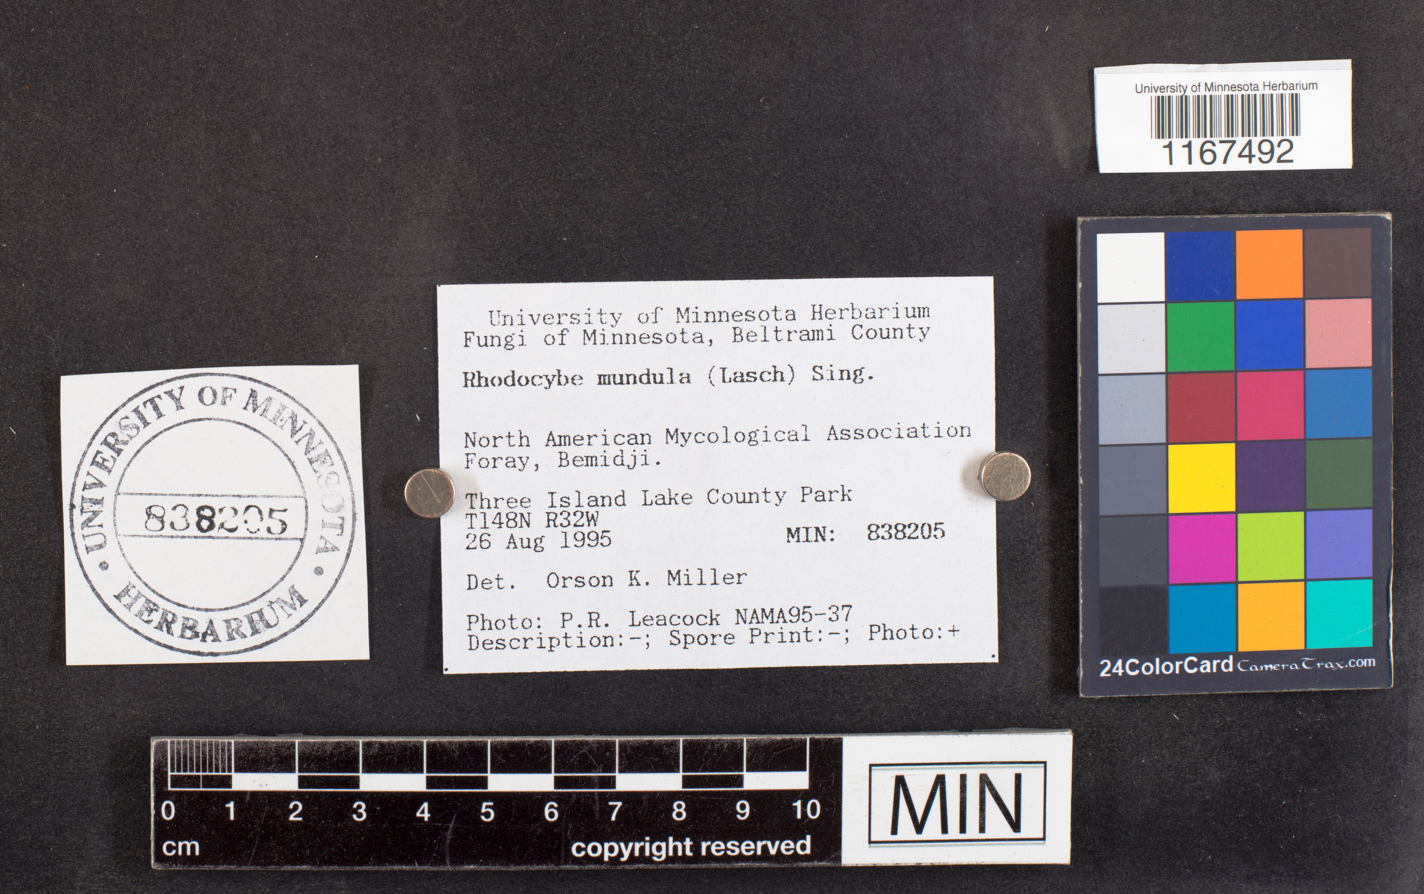 University of Minnesota Herbarium
1167492
University of Minnesota Herbarium
Fungi of Minnesota, Beltrami County
Rhodocybe mundula (Lasch) Sing.
North American Mycological Association
Foray, Bemidji.
Three Island Lake County Park
T148N R32W
26 Aug 1995 MIN: 838205
Det. Orson K. Miller
Photo: P.R. Leacock NAMA95-37
Description:-; Spore Print:-; Photo:+
UNIVERSITY OF MINNESOTA
838205
• HERBARIUM •
24ColorCard CameraTrax.com
0 1 2 3 4 5 6 7 8 9 10
cm copyright reserved
MIN